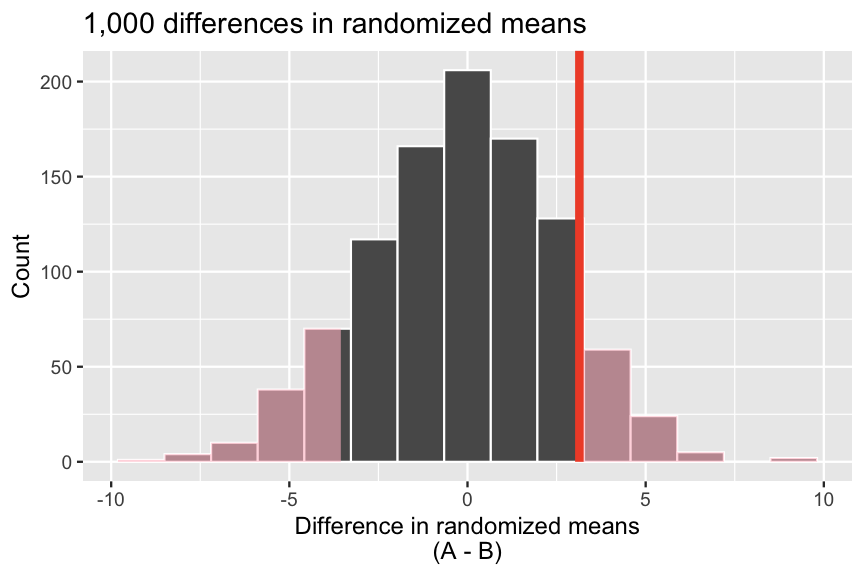 1,000 differences in randomized means
200
150
100
50
0
Count
-10 -5 0 5 10
Difference in randomized means
(A - B)